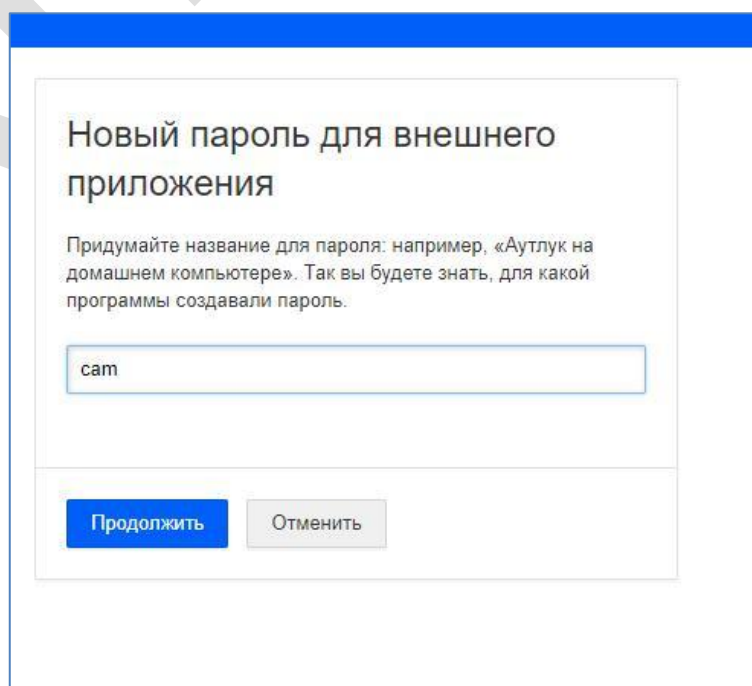 Новый пароль для внешнего
приложения
Придумайте название для пароля: например, «Аутлук на
домашнем компьютере». Так вы будете знать, для какой
программы создавали пароль.
cam
Продолжить
Отменить